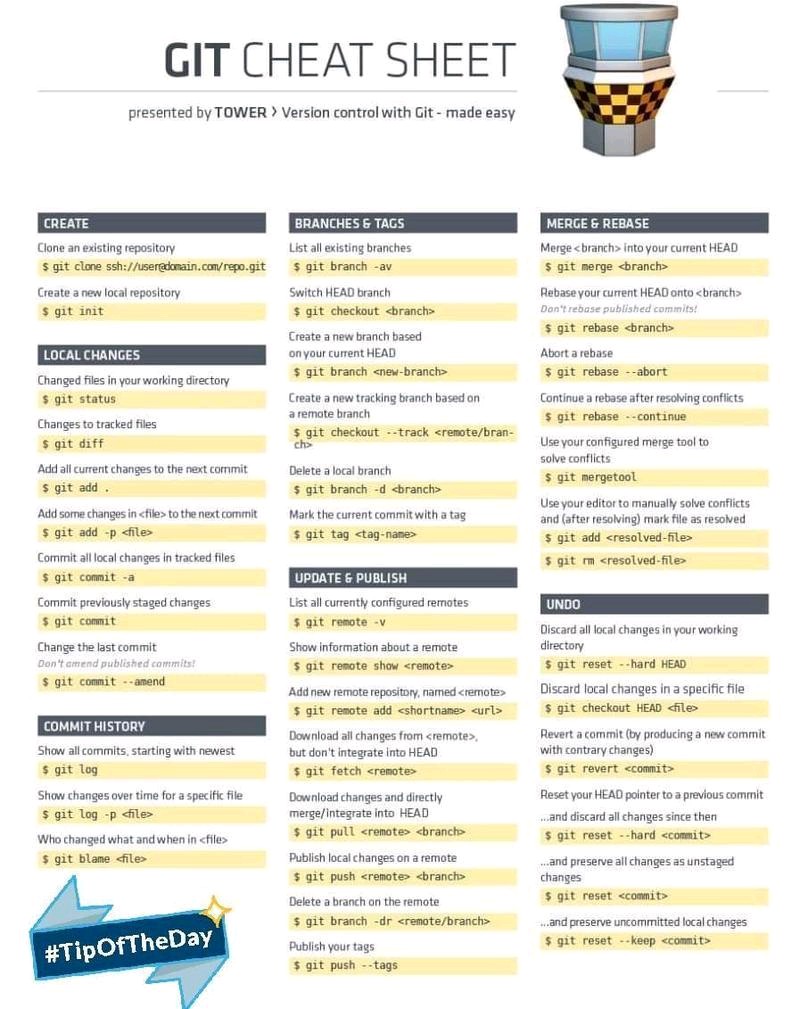 GIT CHEAT SHEET
presented by TOWER › Version control with Git - made easy
CREATE
Clone an existing repository
$ git clone ssh://user@domain.com/repo.git
Create a new local repository
$ git init
LOCAL CHANGES
Changed files in your working directory
$ git status
Changes to tracked files
$ git diff
Add all current changes to the next commit
$ git add .
Add some changes in <file> to the next commit
$ git add -p <file>
Commit all local changes in tracked files
$ git commit -a
Commit previously staged changes
$ git commit
Change the last commit
Don't amend published commits!
$ git commit --amend
COMMIT HISTORY
Show all commits, starting with newest
$ git log
Show changes over time for a specific file
$ git log -p <file>
Who changed what and when in <file>
$ git blame <file>
#TipOfTheDay
BRANCHES & TAGS
List all existing branches
$ git branch -av
Switch HEAD branch
$ git checkout <branch>
Create a new branch based
on your current HEAD
$ git branch <new-branch>
Create a new tracking branch based on
a remote branch
$ git checkout --track <remote/bran-
ch>
Delete a local branch
$ git branch -d <branch>
Mark the current commit with a tag
$ git tag <tag-name>
UPDATE & PUBLISH
List all currently configured remotes
$ git remote -v
Show information about a remote
$ git remote show <remote>
Add new remote repository, named <remote>
$ git remote add <shortname> <url>
Download all changes from <remote>,
but don't integrate into HEAD
$ git fetch <remote>
Download changes and directly
merge/integrate into HEAD
$ git pull <remote> <branch>
Publish local changes on a remote
$ git push <remote> <branch>
Delete a branch on the remote
$ git branch -dr <remote/branch>
Publish your tags
$ git push --tags
MERGE & REBASE
Merge <branch> into your current HEAD
$ git merge <branch>
Rebase your current HEAD onto <branch>
Don't rebase published commits!
$ git rebase <branch>
Abort a rebase
$ git rebase --abort
Continue a rebase after resolving conflicts
$ git rebase --continue
Use your configured merge tool to
solve conflicts
$ git mergetool
Use your editor to manually solve conflicts
and (after resolving) mark file as resolved
$ git add <resolved-file>
$ git rm <resolved-file>
UNDO
Discard all local changes in your working
directory
$ git reset --hard HEAD
Discard local changes in a specific file
$ git checkout HEAD <file>
Revert a commit (by producing a new commit
with contrary changes)
$ git revert <commit>
Reset your HEAD pointer to a previous commit
...and discard all changes since then
$ git reset --hard <commit>
...and preserve all changes as unstaged
changes
$ git reset <commit>
...and preserve uncommitted local changes
$ git reset --keep <commit>